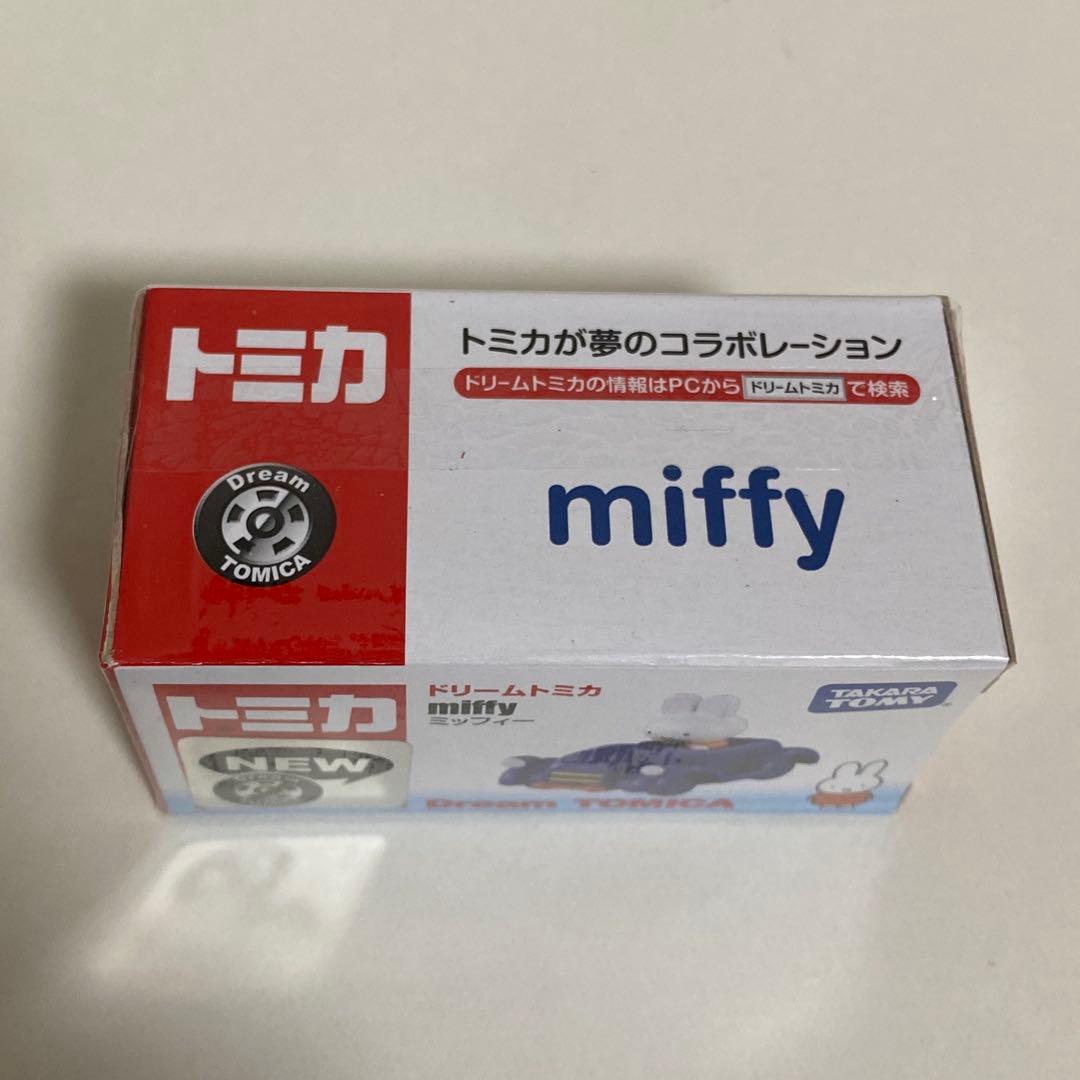 トミカ
トミカが夢のコラボレーション
ドリームトミカの情報はPCから ドリームトミカ で検索
Dream
TOMICA
miffy
トミカ
ドリームトミカ
miffy
ミッフィー
TAKARA
TOMY®
NEW
Dream TOMICA